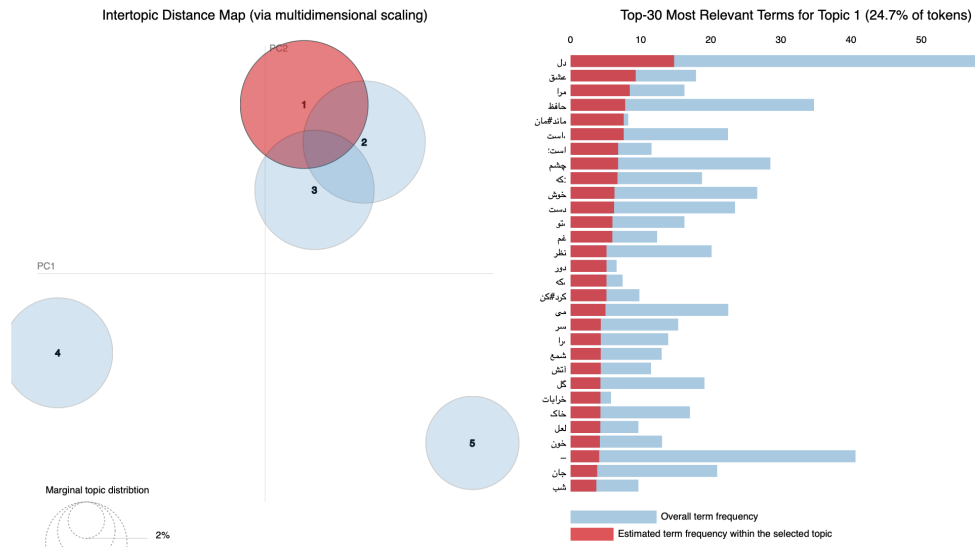 Intertopic Distance Map (via multidimensional scaling)
PC2
1
2
3
PC1
4
5
Marginal topic distribtion
2%
Top-30 Most Relevant Terms for Topic 1 (24.7% of tokens)
0 10 20 30 40 50
دل
عشق
مرا
حافظ
ماند#مان
،است
است؛
چشم
:که
خوش
دست
،تو
غم
نظر
دور
،که
کرد#کن
می
سر
،را
شمع
آتش
گل
خرابات
خاک
لعل
خون
--
جان
شب
Overall term frequency
Estimated term frequency within the selected topic